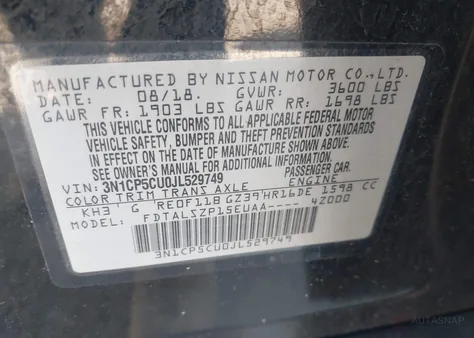 MANUFACTURED BY NISSAN MOTOR CO.,LTD.
DATE: 08/18. GVWR: 3600 LBS
GAWR FR: 1903 LBS GAWR RR: 1698 LBS
THIS VEHICLE CONFORMS TO ALL APPLICABLE FEDERAL MOTOR
VEHICLE SAFETY, BUMPER AND THEFT PREVENTION STANDARDS
IN EFFECT ON THE DATE OF MANUFACTURE SHOWN ABOVE.
SEE OWNER'S MANUAL FOR ADDITIONAL INFORMATION.
VIN: 3N1CP5CU0JL529749 PASSENGER CAR.
COLOR TRIM TRANS AXLE ENGINE
KH3 G RE0F11B GZ39 HR16DE 1598 CC
MODEL: FDTALSZP15EUAA---- 4Z000
3N1CP5CU0JL529749
AUTASNAP